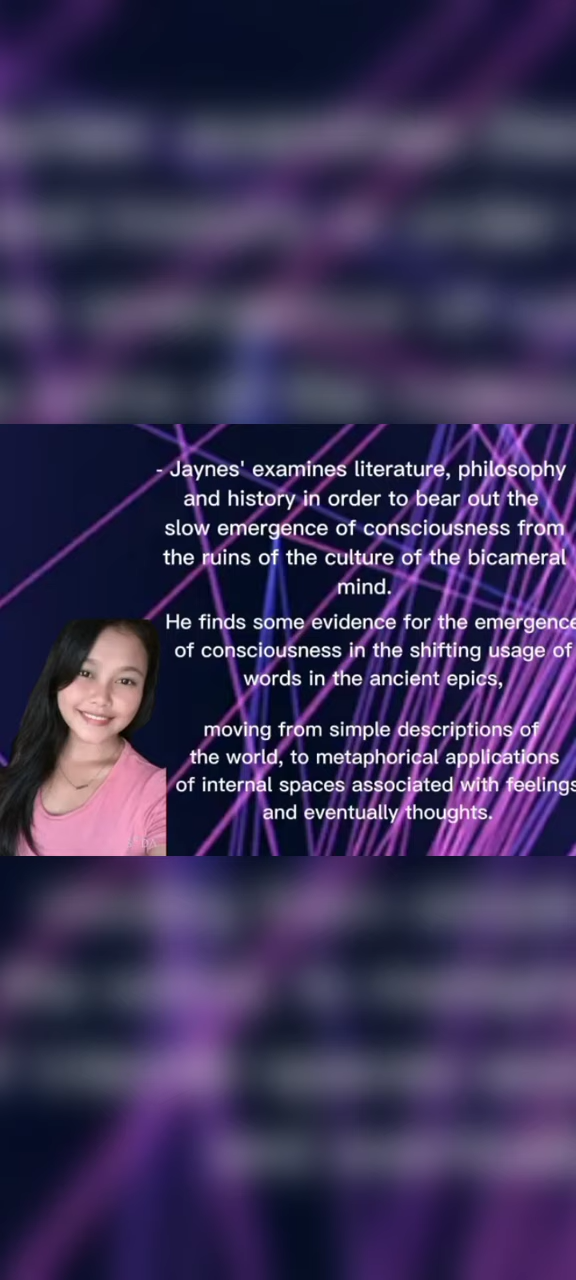 - Jaynes' examines literature, philosophy
and history in order to bear out the
slow emergence of consciousness from
the ruins of the culture of the bicameral
mind.
He finds some evidence for the emergence
of consciousness in the shifting usage of
words in the ancient epics,
moving from simple descriptions of
the world, to metaphorical applications
of internal spaces associated with feelings
and eventually thoughts.